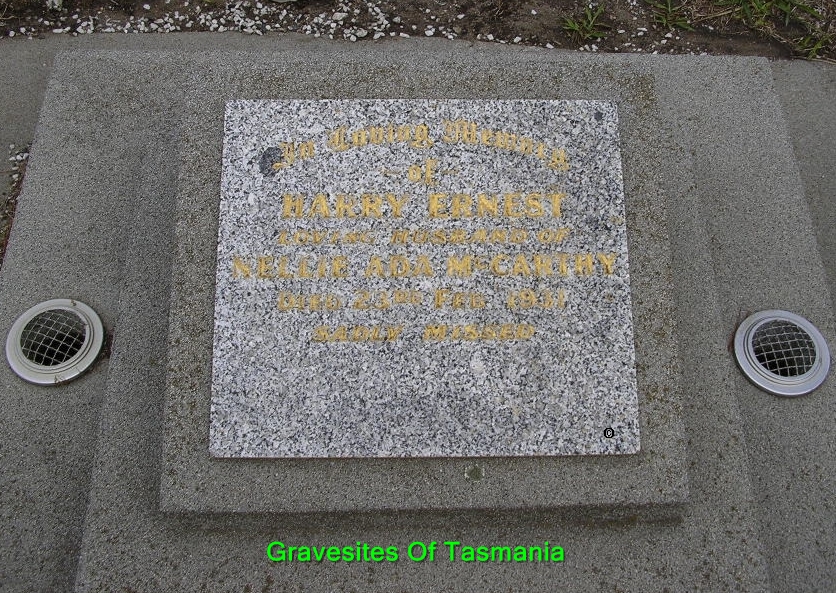 In Loving Memory
~ of ~
HARRY ERNEST
LOVING HUSBAND OF
NELLIE ADA McCARTHY
DIED 23RD FEB. 1951
SADLY MISSED
©
Gravesites Of Tasmania